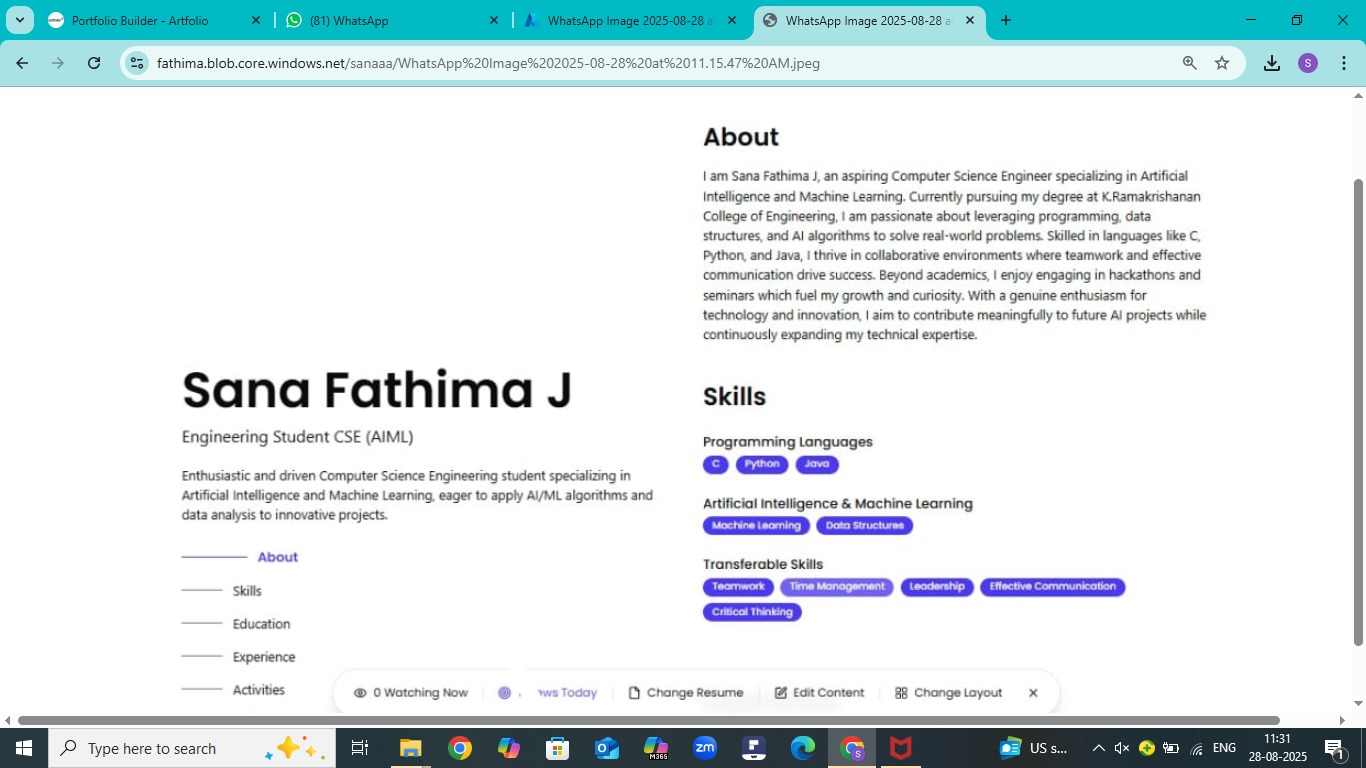 Portfolio Builder - Artfolio
(81) WhatsApp
WhatsApp Image 2025-08-28 a
WhatsApp Image 2025-08-28 a
fathima.blob.core.windows.net/sanaaa/WhatsApp%20Image%202025-08-28%20at%2011.15.47%20AM.jpeg
S
Sana Fathima J
Engineering Student CSE (AIML)
Enthusiastic and driven Computer Science Engineering student specializing in
Artificial Intelligence and Machine Learning, eager to apply AI/ML algorithms and
data analysis to innovative projects.
About
Skills
Education
Experience
Activities
About
I am Sana Fathima J, an aspiring Computer Science Engineer specializing in Artificial
Intelligence and Machine Learning. Currently pursuing my degree at K.Ramakrishanan
College of Engineering, I am passionate about leveraging programming, data
structures, and AI algorithms to solve real-world problems. Skilled in languages like C,
Python, and Java, I thrive in collaborative environments where teamwork and effective
communication drive success. Beyond academics, I enjoy engaging in hackathons and
seminars which fuel my growth and curiosity. With a genuine enthusiasm for
technology and innovation, I aim to contribute meaningfully to future AI projects while
continuously expanding my technical expertise.
Skills
Programming Languages
C Python Java
Artificial Intelligence & Machine Learning
Machine Learning Data Structures
Transferable Skills
Teamwork Time Management Leadership Effective Communication
Critical Thinking
0 Watching Now ws Today Change Resume Edit Content Change Layout
Type here to search
M365
zm
S
US s...
ENG
11:31
28-08-2025
1